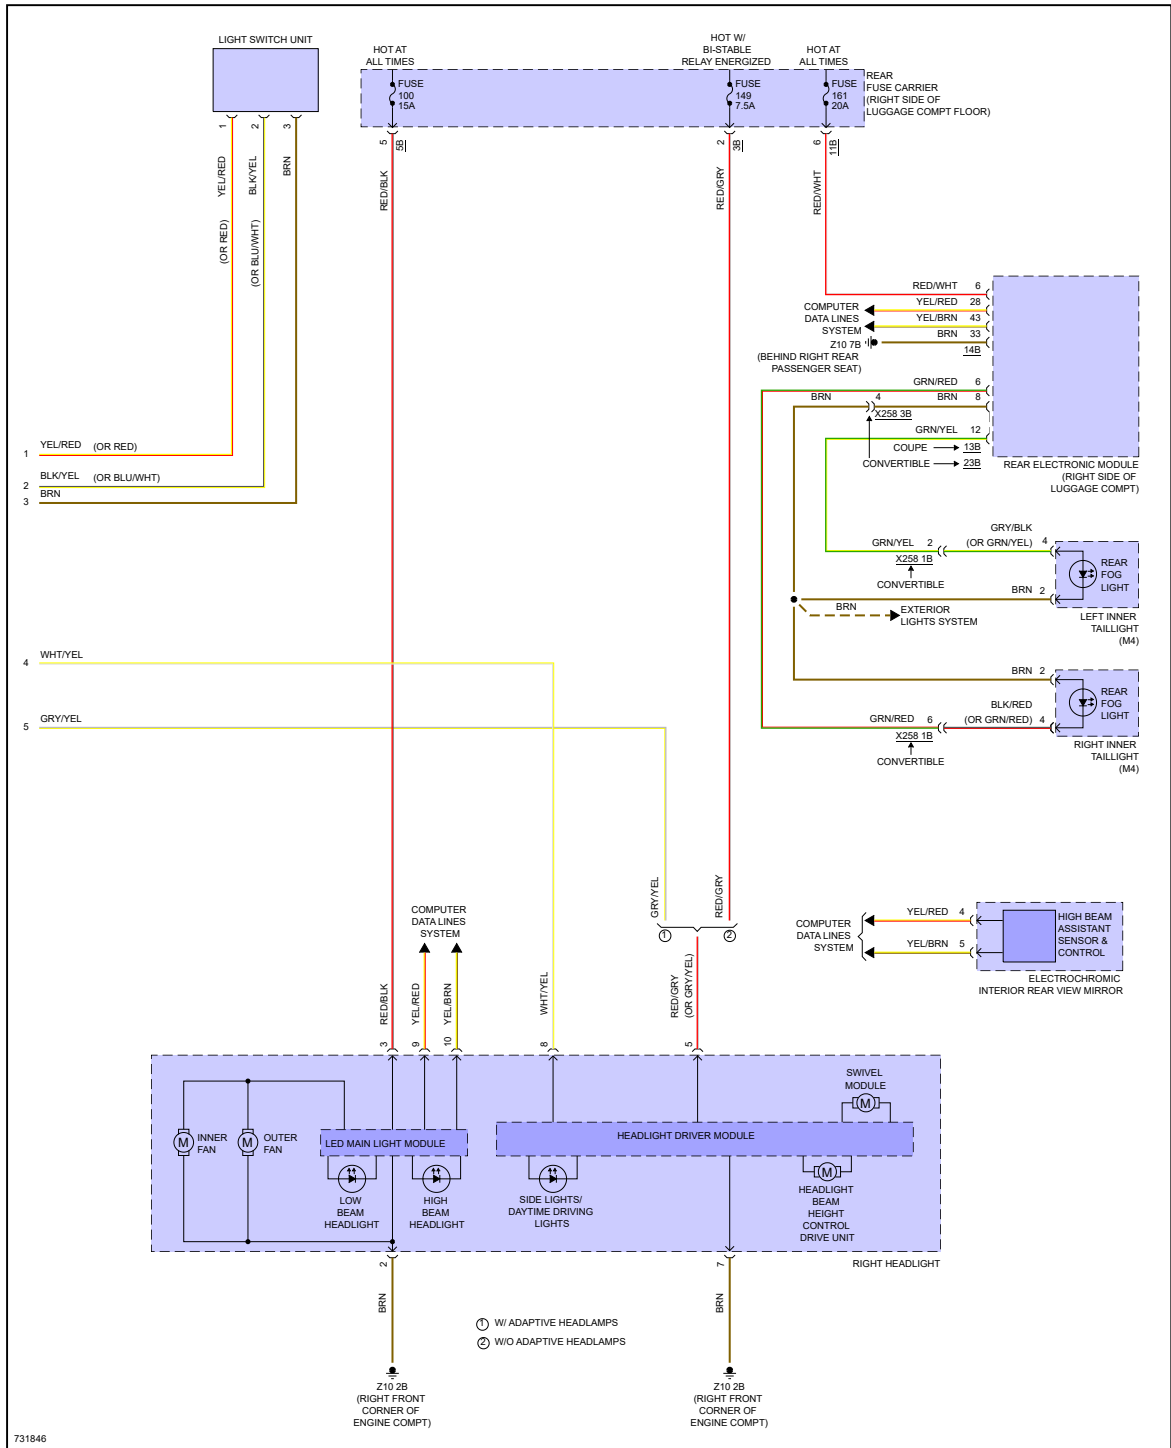 LIGHT SWITCH UNIT
1
2
3
YEL/RED
BLK/YEL
BRN
(OR RED)
(OR BLU/WHT)
HOT AT
ALL TIMES
HOT W/
BI-STABLE
RELAY ENERGIZED
HOT AT
ALL TIMES
FUSE
100
15A
FUSE
149
7.5A
FUSE
161
20A
REAR
FUSE CARRIER
(RIGHT SIDE OF
LUGGAGE COMPT FLOOR)
5
5B
2
3B
6
11B
RED/BLK
RED/GRY
RED/WHT
RED/WHT 6
YEL/RED 28
YEL/BRN 43
BRN 33
14B
COMPUTER
DATA LINES
SYSTEM
Z10 7B
(BEHIND RIGHT REAR
PASSENGER SEAT)
GRN/RED 6
BRN 4 BRN 8
X258 3B
GRN/YEL 12
COUPE 13B
CONVERTIBLE 23B
REAR ELECTRONIC MODULE
(RIGHT SIDE OF
LUGGAGE COMPT)
1 YEL/RED (OR RED)
2 BLK/YEL (OR BLU/WHT)
3 BRN
GRY/BLK
GRN/YEL 2 (OR GRN/YEL) 4
X258 1B
CONVERTIBLE
REAR
FOG
LIGHT
BRN 2
BRN
EXTERIOR
LIGHTS SYSTEM
LEFT INNER
TAILLIGHT
(M4)
4 WHT/YEL
BRN 2
REAR
FOG
LIGHT
BLK/RED
5 GRY/YEL
GRN/RED 6 (OR GRN/RED) 4
X258 1B
CONVERTIBLE
RIGHT INNER
TAILLIGHT
(M4)
GRY/YEL
RED/GRY
1
2
COMPUTER
DATA LINES
SYSTEM
COMPUTER
DATA LINES
SYSTEM
YEL/RED 4
YEL/BRN 5
HIGH BEAM
ASSISTANT
SENSOR &
CONTROL
ELECTROCHROMIC
INTERIOR REAR VIEW MIRROR
RED/BLK
YEL/RED
YEL/BRN
WHT/YEL
RED/GRY
(OR GRY/YEL)
3
9
10
8
5
SWIVEL
MODULE
M
M
INNER
FAN
M
OUTER
FAN
LED MAIN LIGHT MODULE
HEADLIGHT DRIVER MODULE
LOW
BEAM
HEADLIGHT
HIGH
BEAM
HEADLIGHT
SIDE LIGHTS/
DAYTIME DRIVING
LIGHTS
M
HEADLIGHT
BEAM
HEIGHT
CONTROL
DRIVE UNIT
RIGHT HEADLIGHT
2
7
BRN
BRN
1 W/ ADAPTIVE HEADLAMPS
2 W/O ADAPTIVE HEADLAMPS
Z10 2B
(RIGHT FRONT
CORNER OF
ENGINE COMPT)
Z10 2B
(RIGHT FRONT
CORNER OF
ENGINE COMPT)
731846